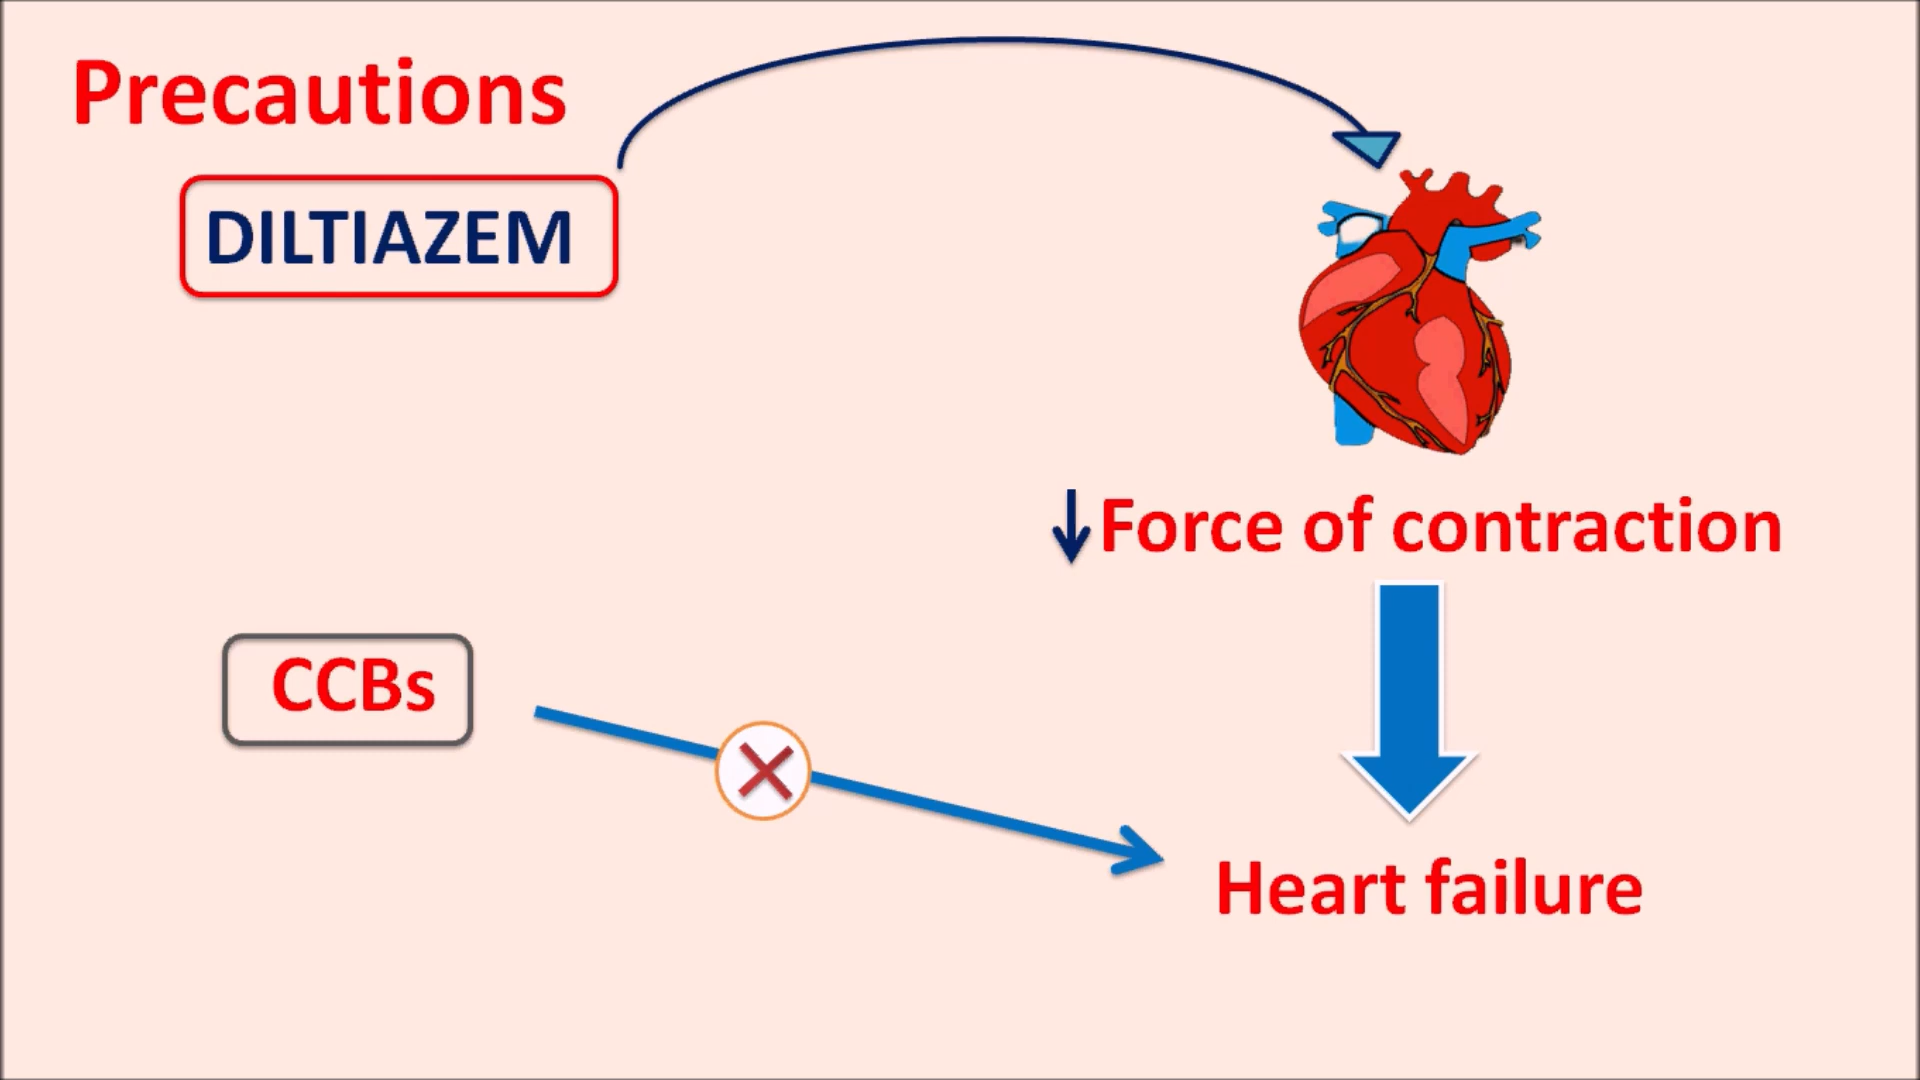 Precautions
DILTIAZEM
Force of contraction
CCBs
Heart failure